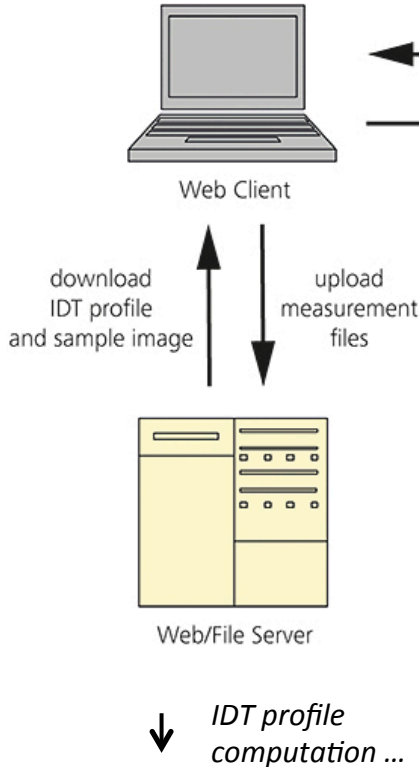 Web Client
download
IDT profile
and sample image
upload
measurement
files
Web/File Server
IDT profile
computation ...